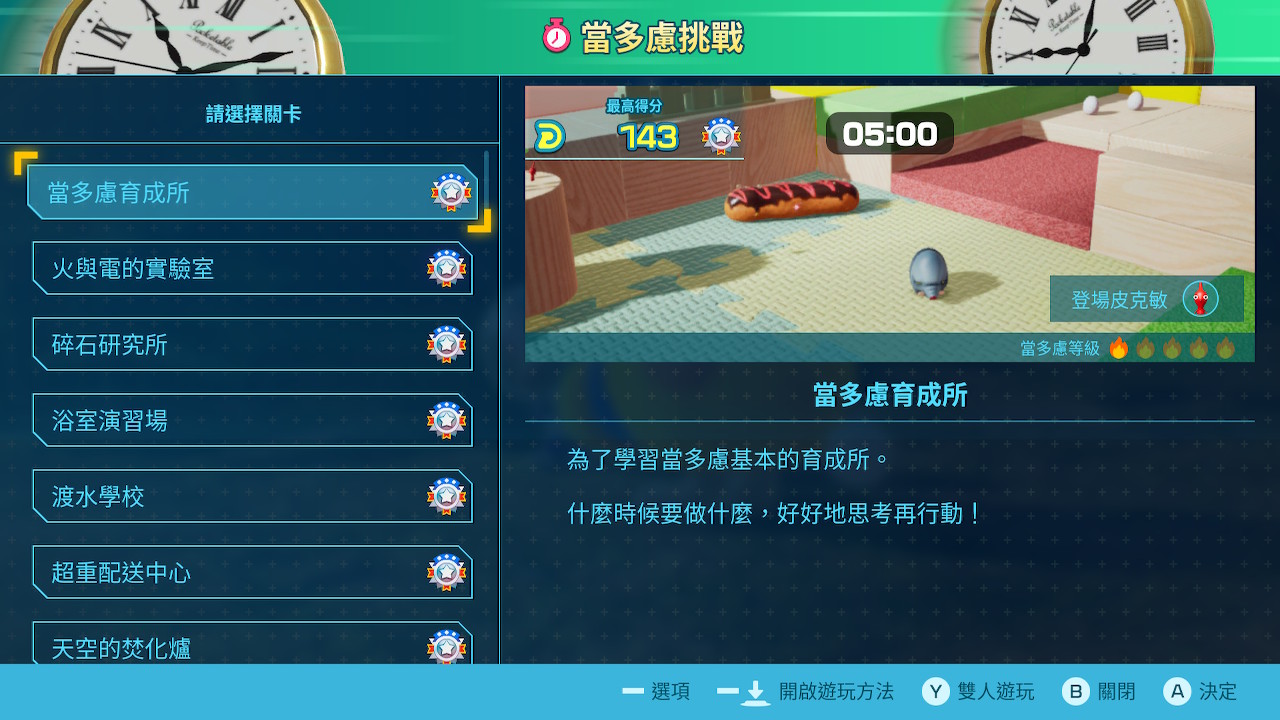 當多慮挑戰
請選擇關卡
當多慮育成所
火與電的實驗室
碎石研究所
浴室演習場
渡水學校
超重配送中心
天空的焚化爐
最高得分
143
05:00
登場皮克敏
當多慮等級
當多慮育成所
為了學習當多慮基本的育成所。
什麼時候要做什麼，好好地思考再行動！
選項
開啟遊玩方法
Y 雙人遊玩
B 關閉
A 決定